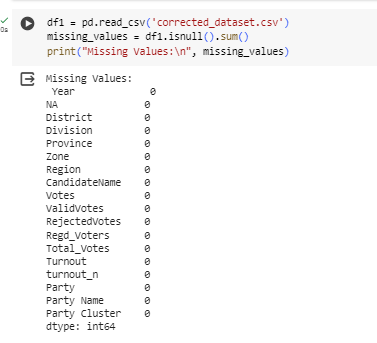 df1 = pd.read_csv('corrected_dataset.csv')
missing_values = df1.isnull().sum()
0s
print("Missing Values:\n", missing_values)
Missing Values:
Year 0
NA 0
District 0
Division 0
Province 0
Zone 0
Region 0
CandidateName 0
Votes 0
ValidVotes 0
RejectedVotes 0
Regd_Voters 0
Total_Votes 0
Turnout 0
turnout_n 0
Party 0
Party Name 0
Party Cluster 0
dtype: int64